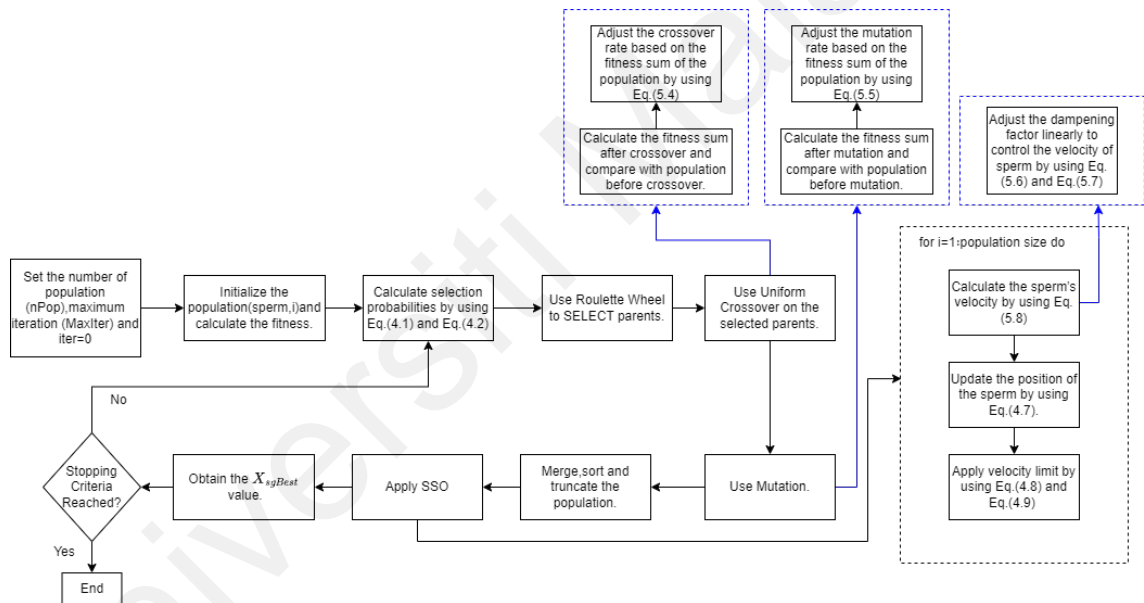 Adjust the crossover
rate based on the
fitness sum of the
population by using
Eq.(5.4)
Adjust the mutation
rate based on the
fitness sum of the
population by using
Eq.(5.5)
Adjust the dampening
factor linearly to
control the velocity of
sperm by using Eq.
(5.6) and Eq.(5.7)
Calculate the fitness sum
after crossover and
compare with population
before crossover.
Calculate the fitness sum
after mutation and
compare with population
before mutation.
for i=1:population size do
Set the number of
population
(nPop),maximum
iteration (MaxIter) and
iter=0
Initialize the
population(sperm,i)and
calculate the fitness.
Calculate selection
probabilities by using
Eq.(4.1) and Eq.(4.2)
Use Roulette Wheel
to SELECT parents.
Use Uniform
Crossover on the
selected parents.
Calculate the sperm's
velocity by using Eq.
(5.8)
Update the position of
the sperm by using
Eq.(4.7).
Apply velocity limit by
using Eq.(4.8) and
Eq.(4.9)
No
Stopping
Criteria
Reached?
Obtain the X_sgBest
value.
Apply SSO
Merge,sort and
truncate the
population.
Use Mutation.
Yes
End